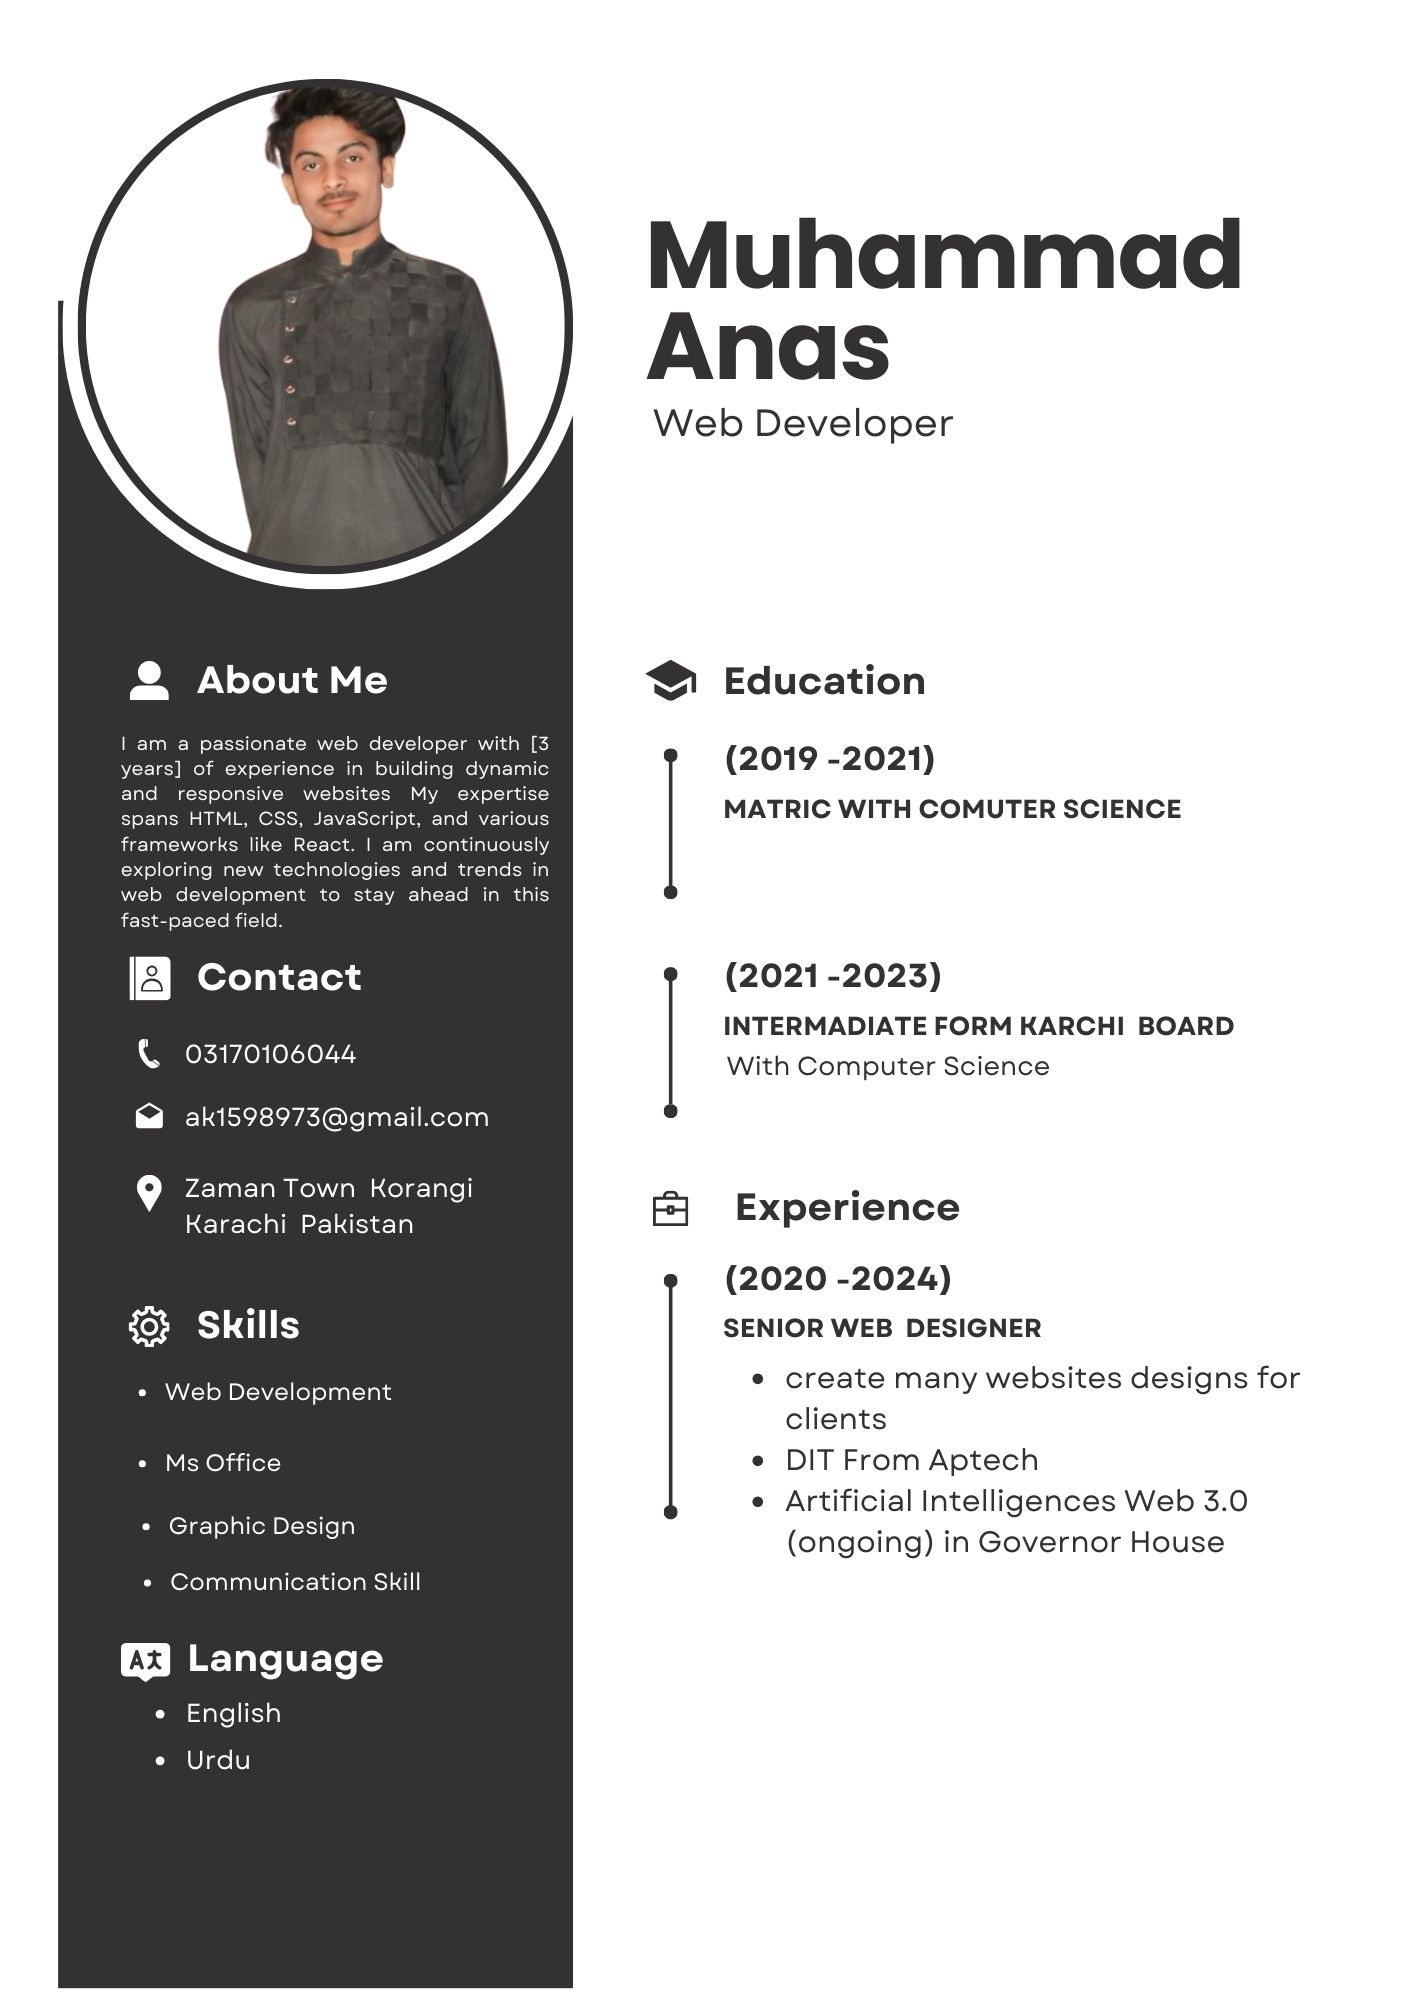 Muhammad
Anas
Web Developer
About Me
I am a passionate web developer with [3
years] of experience in building dynamic
and responsive websites My expertise
spans HTML, CSS, JavaScript, and various
frameworks like React. I am continuously
exploring new technologies and trends in
web development to stay ahead in this
fast-paced field.
Contact
03170106044
ak1598973@gmail.com
Zaman Town Korangi
Karachi Pakistan
Skills
Web Development
Ms Office
Graphic Design
Communication Skill
Language
English
Urdu
Education
(2019 -2021)
MATRIC WITH COMUTER SCIENCE
(2021 -2023)
INTERMADIATE FORM KARCHI BOARD
With Computer Science
Experience
(2020 -2024)
SENIOR WEB DESIGNER
create many websites designs for
clients
DIT From Aptech
Artificial Intelligences Web 3.0
(ongoing) in Governor House